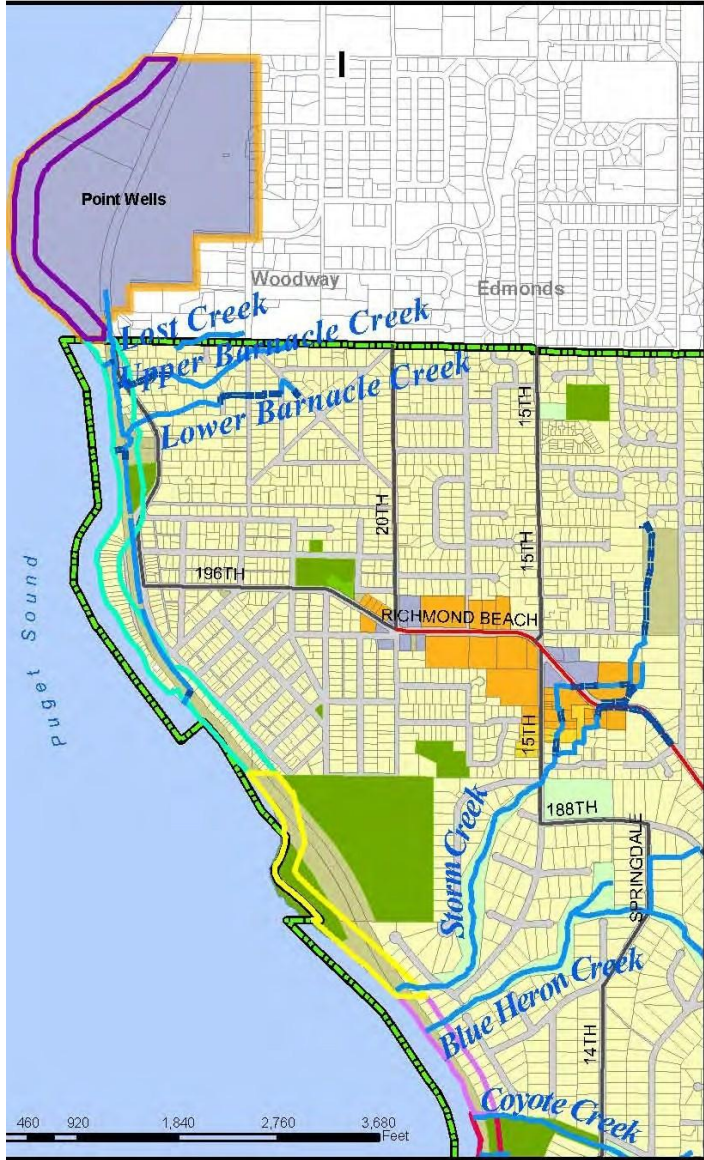 I
Point Wells
Woodway
Edmonds
Lost Creek
Upper Barnacle Creek
Lower Barnacle Creek
15TH
20TH
15TH
196TH
RICHMOND BEACH
Puget Sound
15TH
188TH
Storm Creek
SPRINGDALE
Blue Heron Creek
14TH
Coyote Creek
460 920 1,840 2,760 3,680
Feet